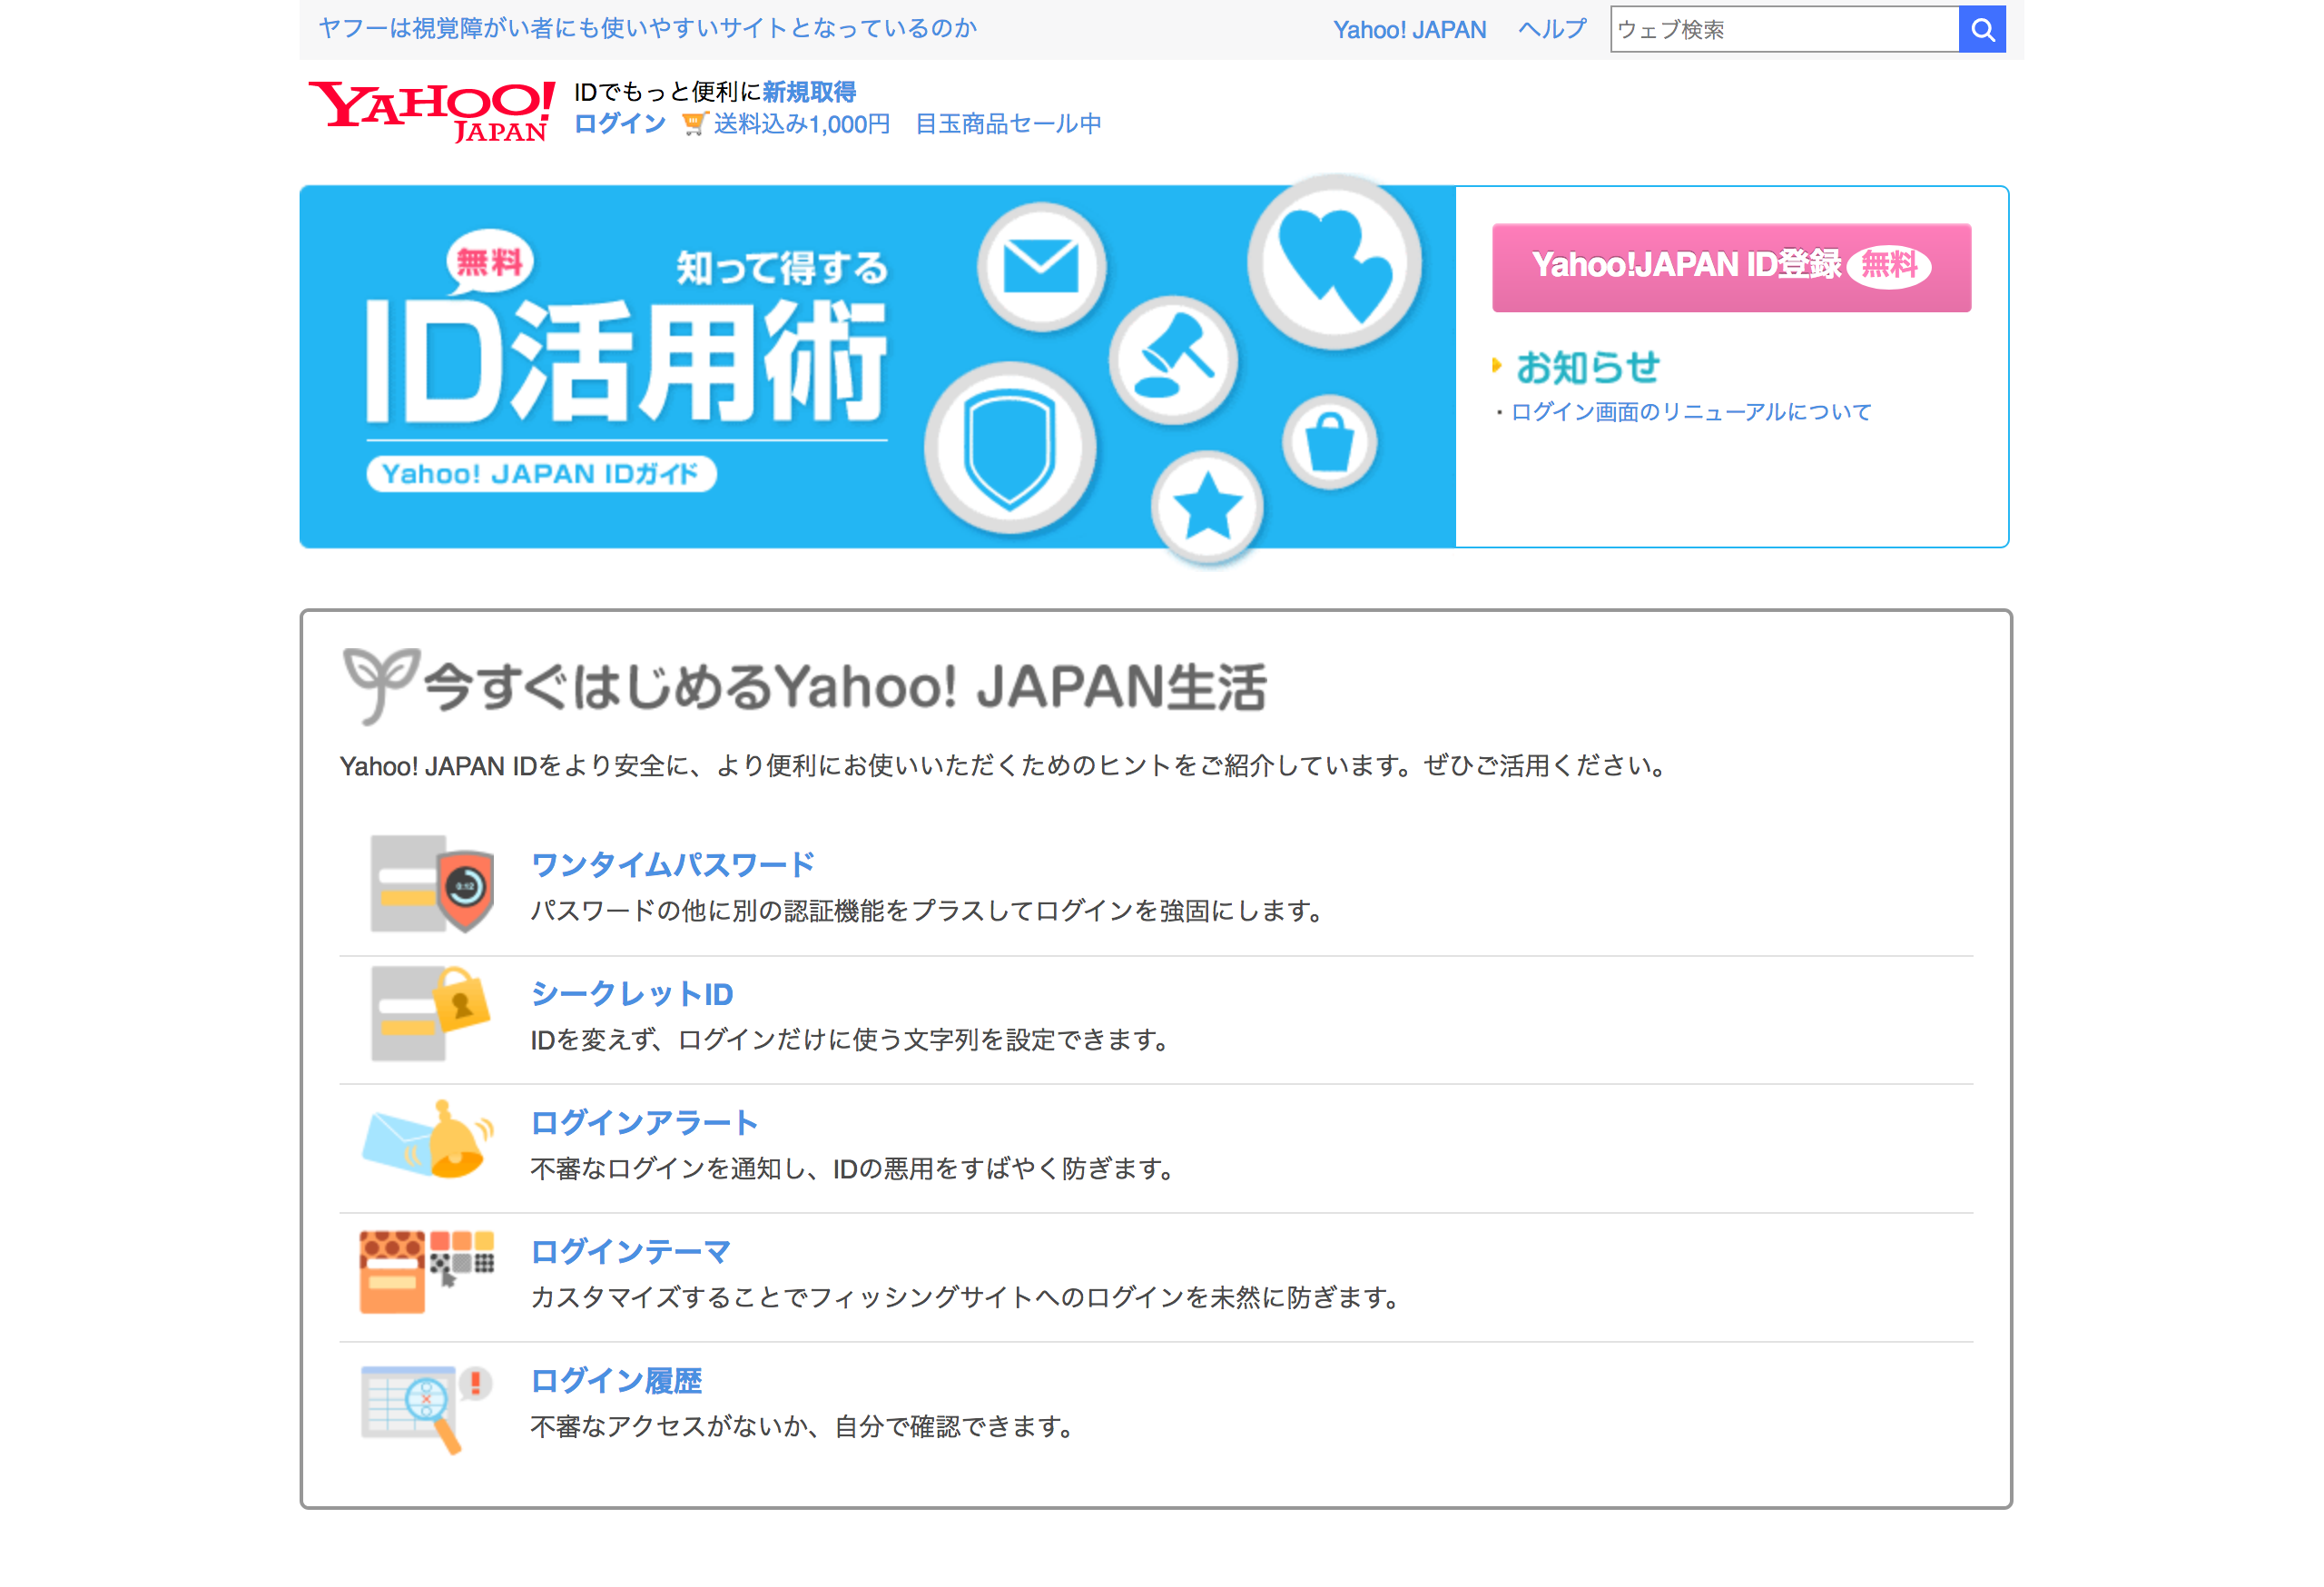 ヤフーは視覚障がい者にも使いやすいサイトとなっているのか
Yahoo! JAPAN ヘルプ ウェブ検索
YAHOO! JAPAN
IDでもっと便利に新規取得
ログイン 送料込み1,000円 目玉商品セール中
無料 知って得する
ID活用術
Yahoo! JAPAN IDガイド
Yahoo!JAPAN ID登録 無料
お知らせ
・ログイン画面のリニューアルについて
今すぐはじめるYahoo! JAPAN生活
Yahoo! JAPAN IDをより安全に、より便利にお使いいただくためのヒントをご紹介しています。ぜひご活用ください。
0:12
ワンタイムパスワード
パスワードの他に別の認証機能をプラスしてログインを強固にします。
シークレットID
IDを変えず、ログインだけに使う文字列を設定できます。
ログインアラート
不審なログインを通知し、IDの悪用をすばやく防ぎます。
ログインテーマ
カスタマイズすることでフィッシングサイトへのログインを未然に防ぎます。
ログイン履歴
不審なアクセスがないか、自分で確認できます。